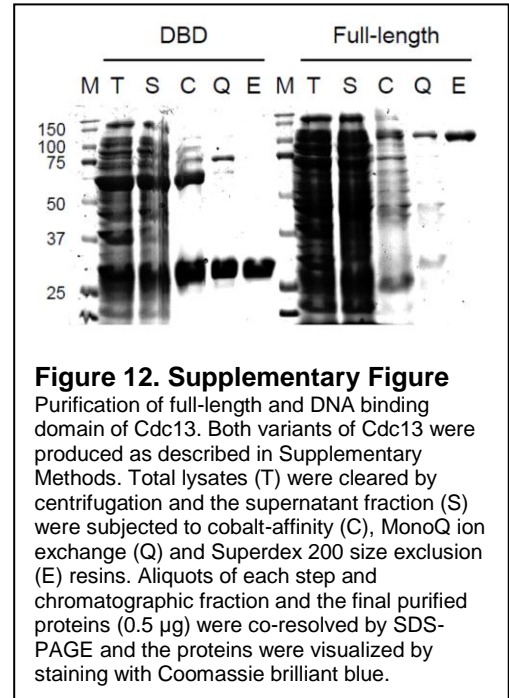 DBD Full-length
M T S C Q E M T S C Q E
150
100
75
50
37
25
Figure 12. Supplementary Figure
Purification of full-length and DNA binding
domain of Cdc13. Both variants of Cdc13 were
produced as described in Supplementary
Methods. Total lysates (T) were cleared by
centrifugation and the supernatant fraction (S)
were subjected to cobalt-affinity (C), MonoQ ion
exchange (Q) and Superdex 200 size exclusion
(E) resins. Aliquots of each step and
chromatographic fraction and the final purified
proteins (0.5 µg) were co-resolved by SDS-
PAGE and the proteins were visualized by
staining with Coomassie brilliant blue.